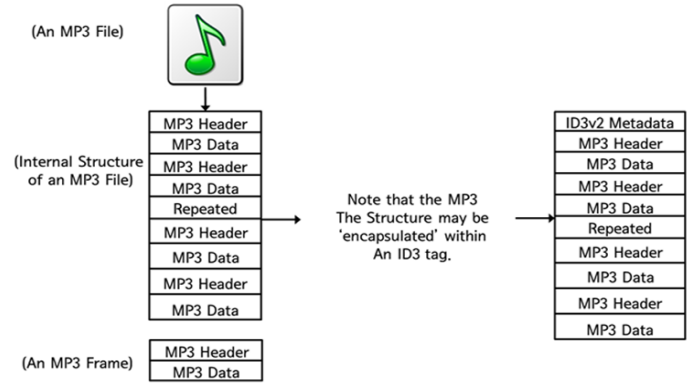 (An MP3 File)
MP3 Header
MP3 Data
MP3 Header
MP3 Data
Repeated
MP3 Header
MP3 Data
MP3 Header
MP3 Data
(Internal Structure
of an MP3 File)
Note that the MP3
The Structure may be
‘encapsulated’ within
An ID3 tag.
ID3v2 Metadata
MP3 Header
MP3 Data
MP3 Header
MP3 Data
Repeated
MP3 Header
MP3 Data
MP3 Header
MP3 Data
(An MP3 Frame)
MP3 Header
MP3 Data